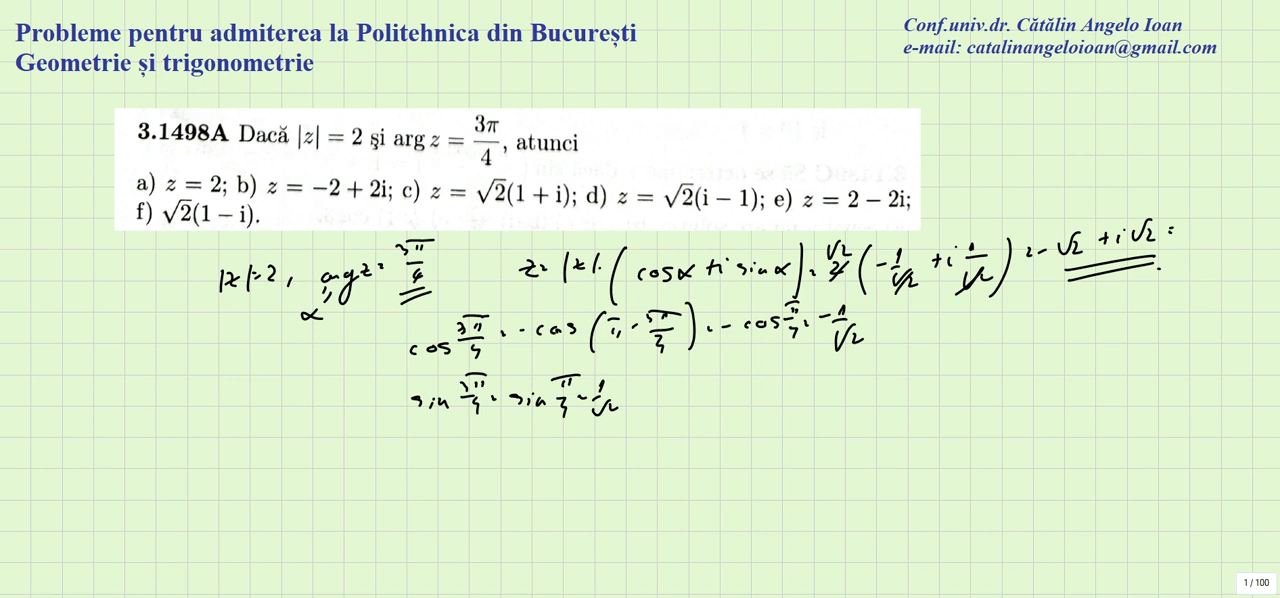 Probleme pentru admiterea la Politehnica din București
Geometrie și trigonometrie
Conf.univ.dr. Cătălin Angelo Ioan
e-mail: catalinangeloioan@gmail.com
3.1498A Dacă |z| = 2 şi arg z = 3π/4, atunci
a) z = 2; b) z = −2 + 2i; c) z = √2(1 + i); d) z = √2(i − 1); e) z = 2 − 2i;
f) √2(1 − i).
|z|=2, arg z = 3π/4
α
z = |z|·(cos α + i sin α) = 2(−1/√2 + i 1/√2) = −√2 + i√2 =
cos 3π/4 = −cos(π − 3π/4) = −cos π/4 = −1/√2
sin 3π/4 = sin π/4 = 1/√2
1 / 100